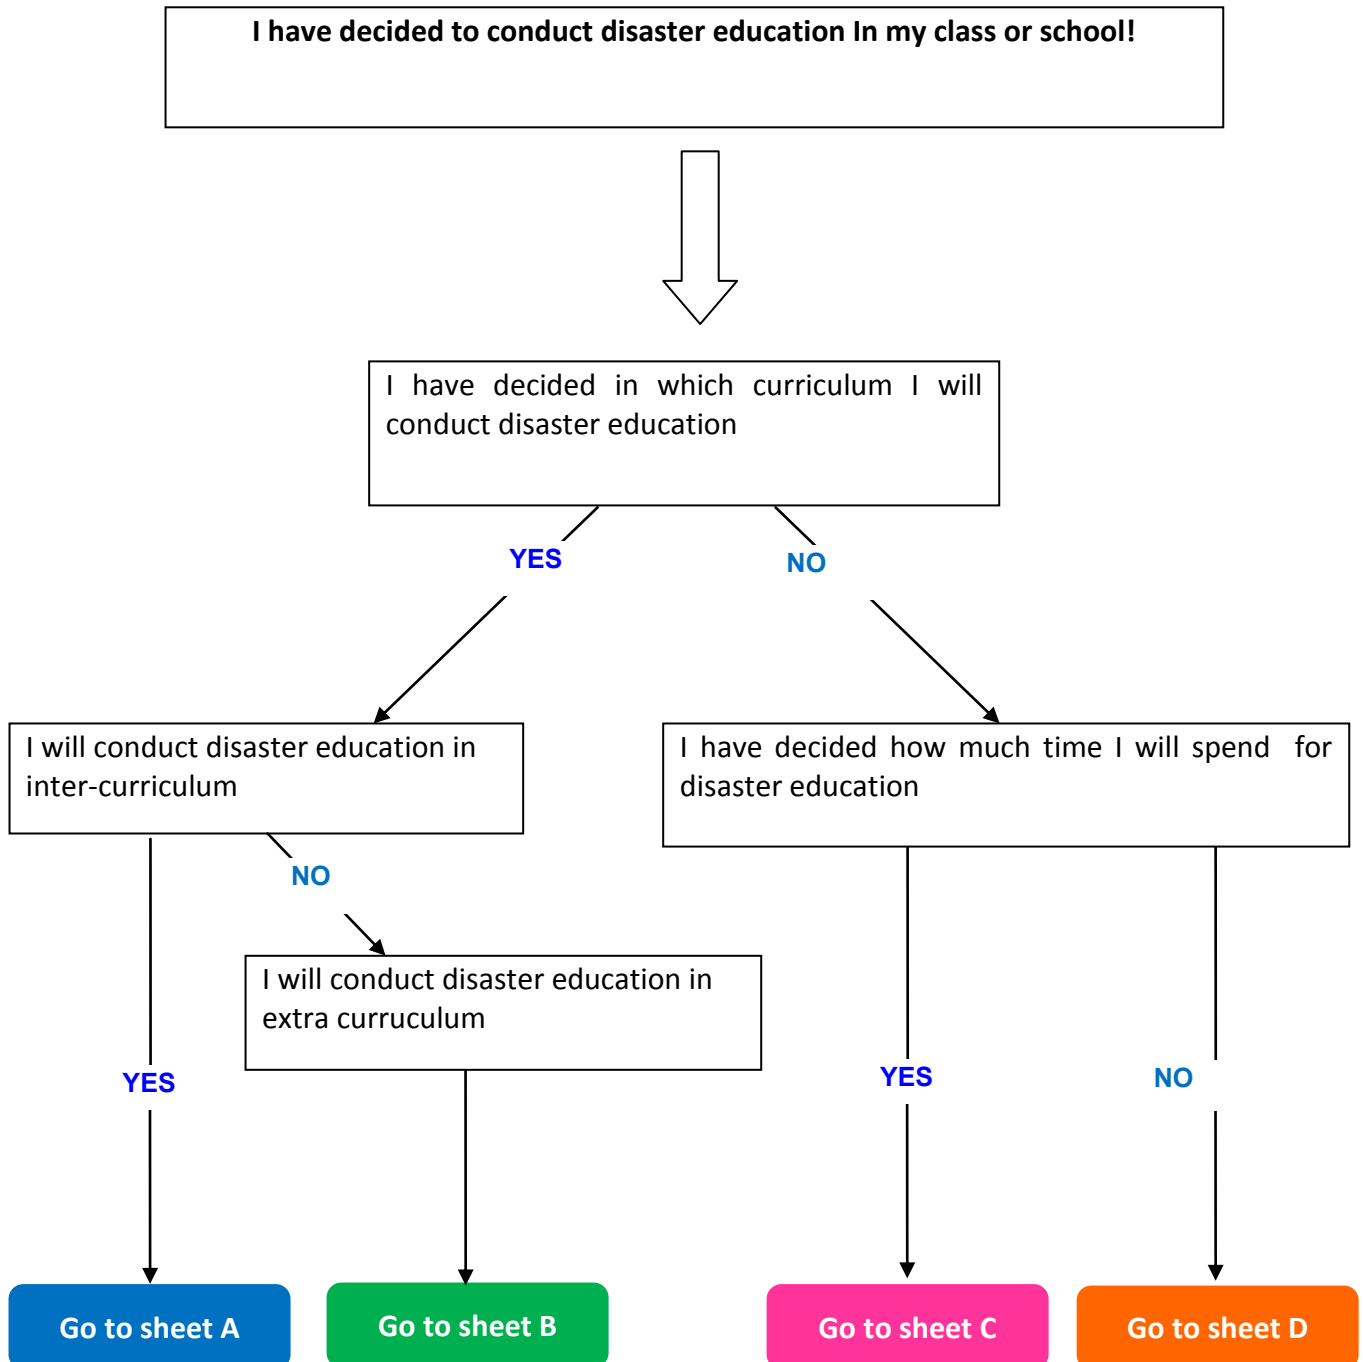 I have decided to conduct disaster education In my class or school!
I have decided in which curriculum I will
conduct disaster education
YES
NO
I will conduct disaster education in
inter-curriculum
I have decided how much time I will spend for
disaster education
NO
I will conduct disaster education in
extra curruculum
YES
YES
NO
Go to sheet A
Go to sheet B
Go to sheet C
Go to sheet D